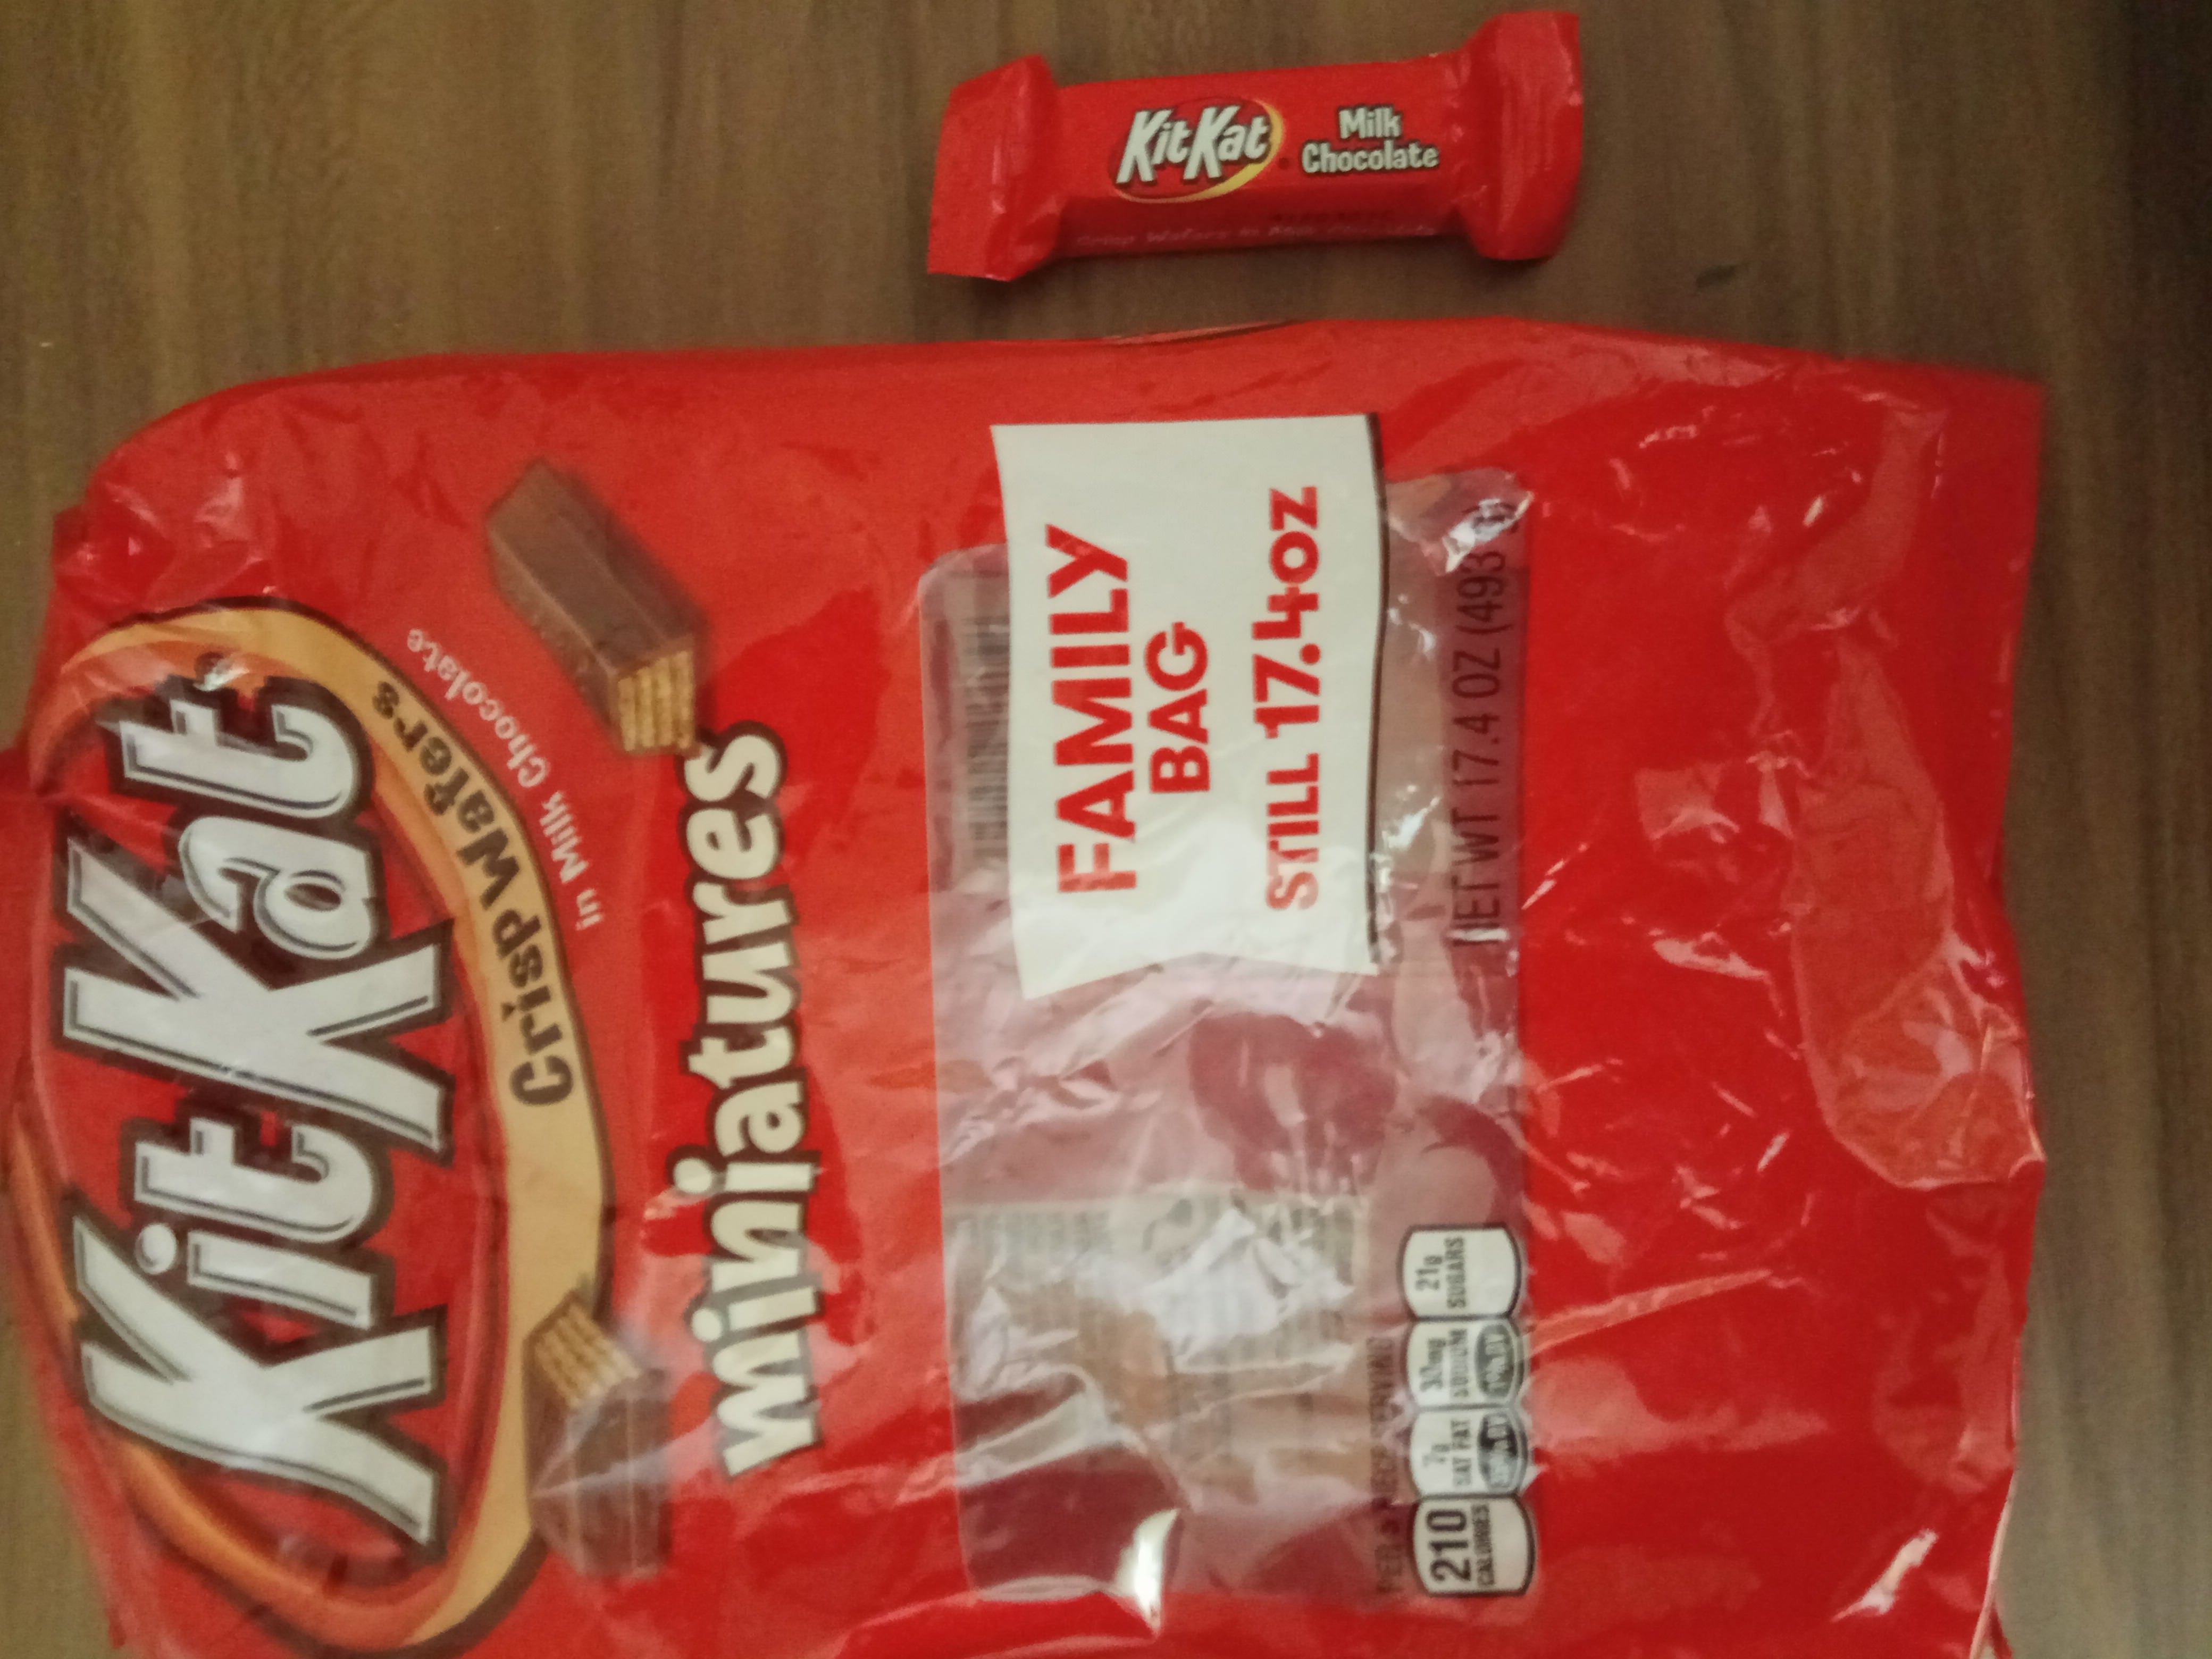 KitKat
Milk
Chocolate
KitKat®
Crisp Wafers
in Milk Chocolate
miniatures
FAMILY
BAG
STILL 17.4OZ
NET WT 17.4 OZ (493 g)
210
CALORIES
7g
SAT FAT
SODIUM
21g
SUGARS